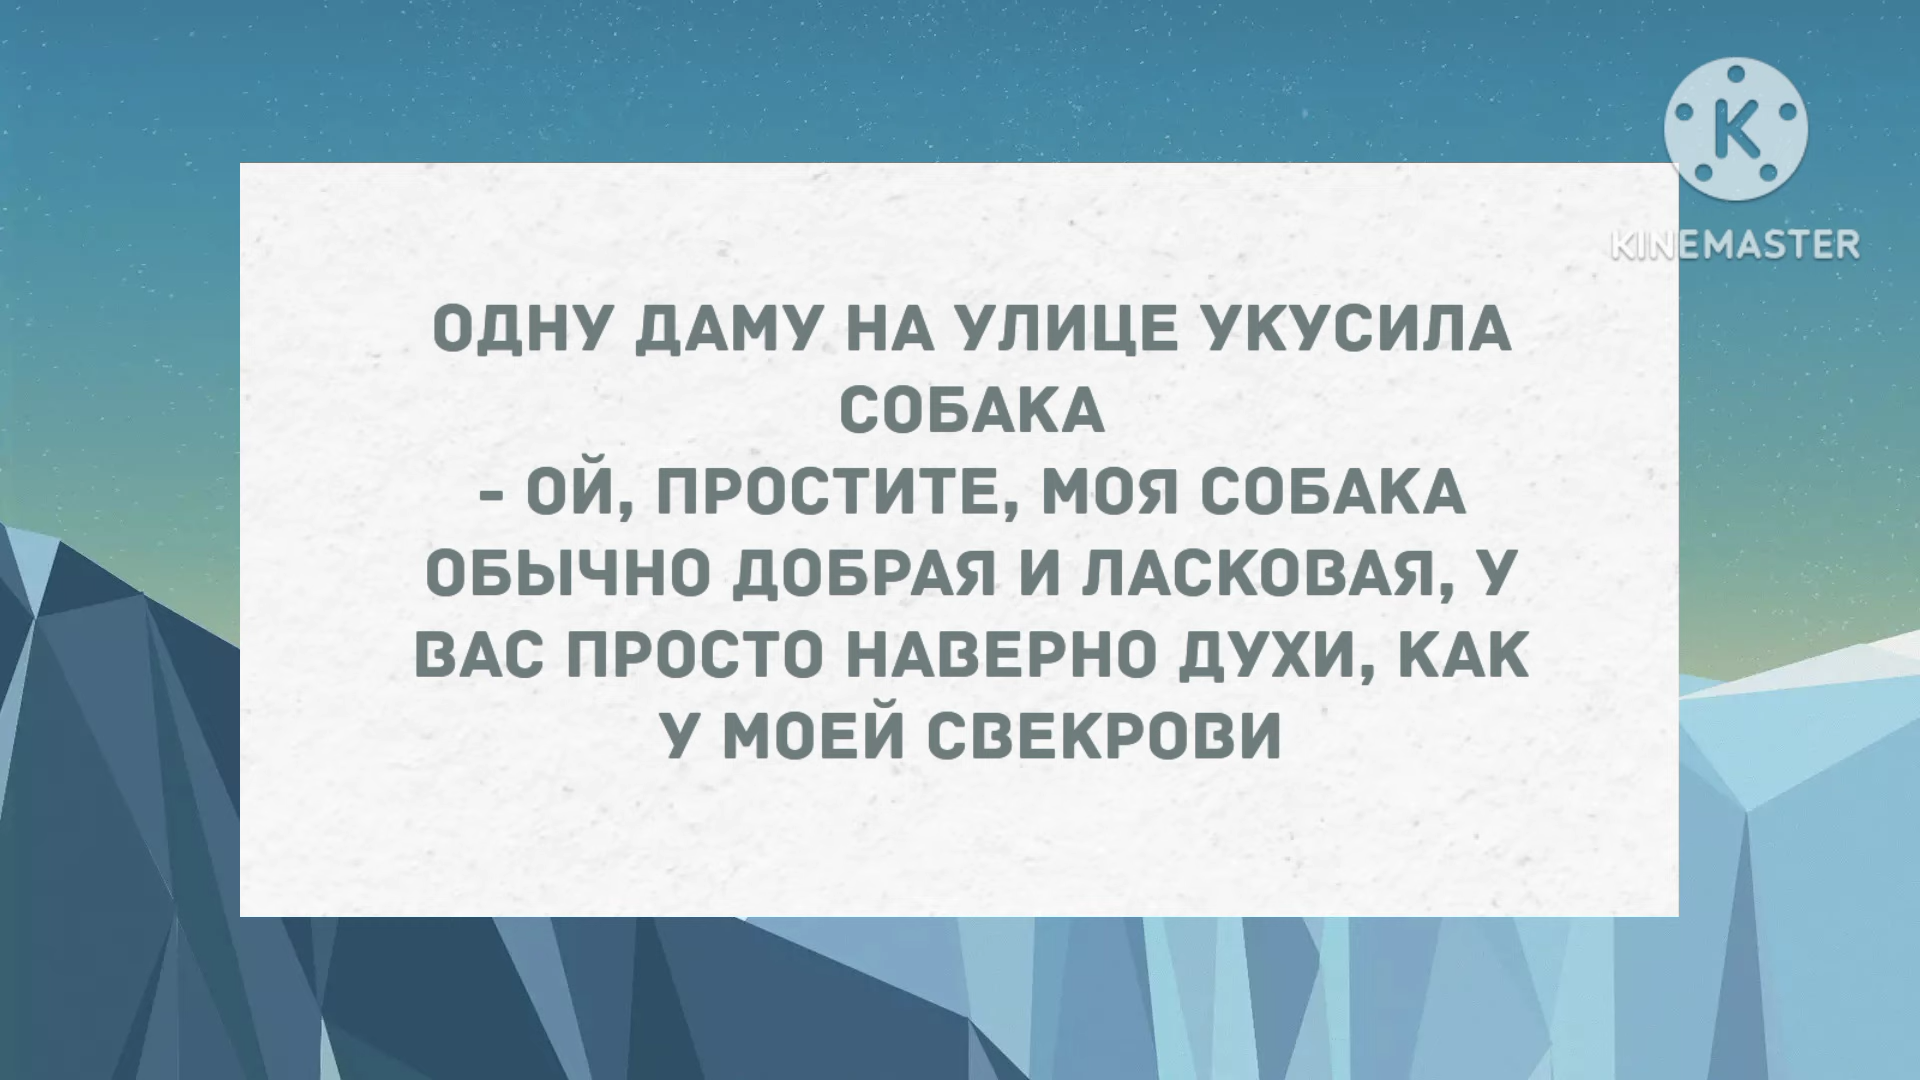 K
KINEMASTER
ОДНУ ДАМУ НА УЛИЦЕ УКУСИЛА
СОБАКА
- ОЙ, ПРОСТИТЕ, МОЯ СОБАКА
ОБЫЧНО ДОБРАЯ И ЛАСКОВАЯ, У
ВАС ПРОСТО НАВЕРНО ДУХИ, КАК
У МОЕЙ СВЕКРОВИ